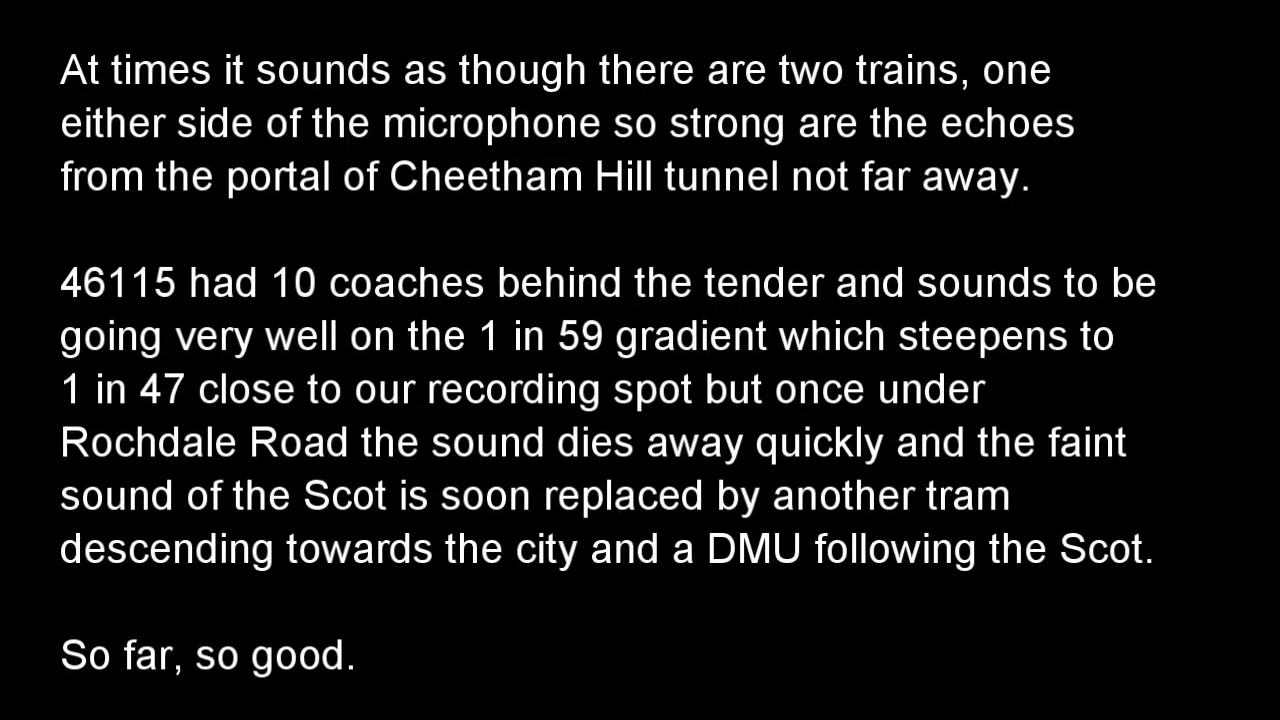 At times it sounds as though there are two trains, one
either side of the microphone so strong are the echoes
from the portal of Cheetham Hill tunnel not far away.
46115 had 10 coaches behind the tender and sounds to be
going very well on the 1 in 59 gradient which steepens to
1 in 47 close to our recording spot but once under
Rochdale Road the sound dies away quickly and the faint
sound of the Scot is soon replaced by another tram
descending towards the city and a DMU following the Scot.
So far, so good.